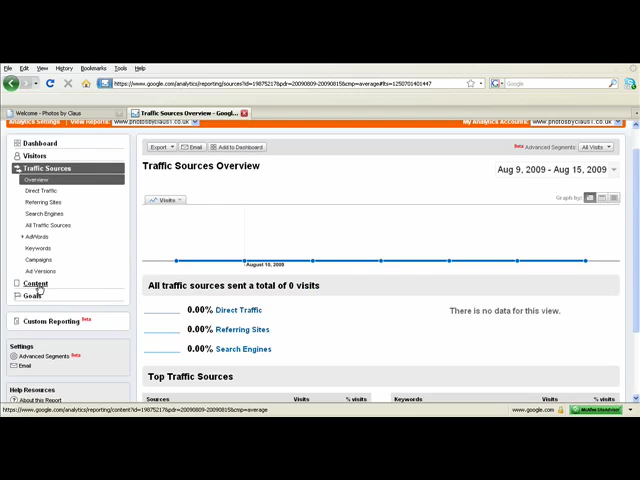 File Edit View History Bookmarks Tools Help
https://www.google.com/analytics/reporting/sources?id=19875217&pdr=20090809-20090815&cmp=average#lts=1250701401447
Google
Welcome - Photos by Claus
Traffic Sources Overview - Googl...
Analytics Settings View Reports: www.photosbyclaus1.co.uk My Analytics Accounts: www.photosbyclaus1.co.uk
Dashboard
Visitors
Traffic Sources
Overview
Direct Traffic
Referring Sites
Search Engines
All Traffic Sources
AdWords
Keywords
Campaigns
Ad Versions
Content
Goals
Custom Reporting Beta
Settings
Advanced Segments Beta
Email
Help Resources
About this Report
Export Email Add to Dashboard
Beta Advanced Segments: All Visits
Traffic Sources Overview
Aug 9, 2009 - Aug 15, 2009
Visits
Graph by:
August 10, 2009
All traffic sources sent a total of 0 visits
0.00% Direct Traffic
0.00% Referring Sites
0.00% Search Engines
There is no data for this view.
Top Traffic Sources
Sources Visits % visits Keywords Visits % visits
https://www.google.com/analytics/reporting/content?id=19875217&pdr=20090809-20090815&cmp=average
www.google.com
McAfee SiteAdvisor